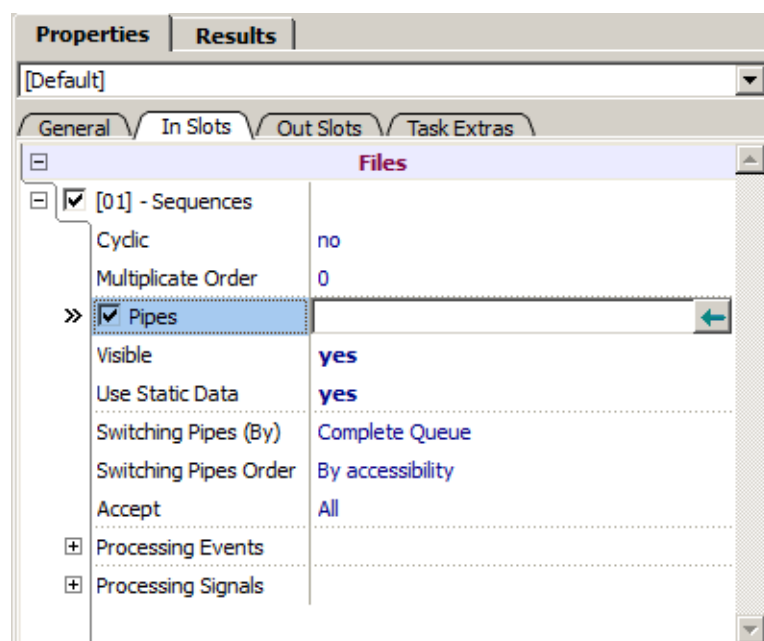 Properties Results
[Default]
General In Slots Out Slots Task Extras
Files
[01] - Sequences
Cyclic no
Multiplicate Order 0
Pipes
Visible yes
Use Static Data yes
Switching Pipes (By) Complete Queue
Switching Pipes Order By accessibility
Accept All
Processing Events
Processing Signals